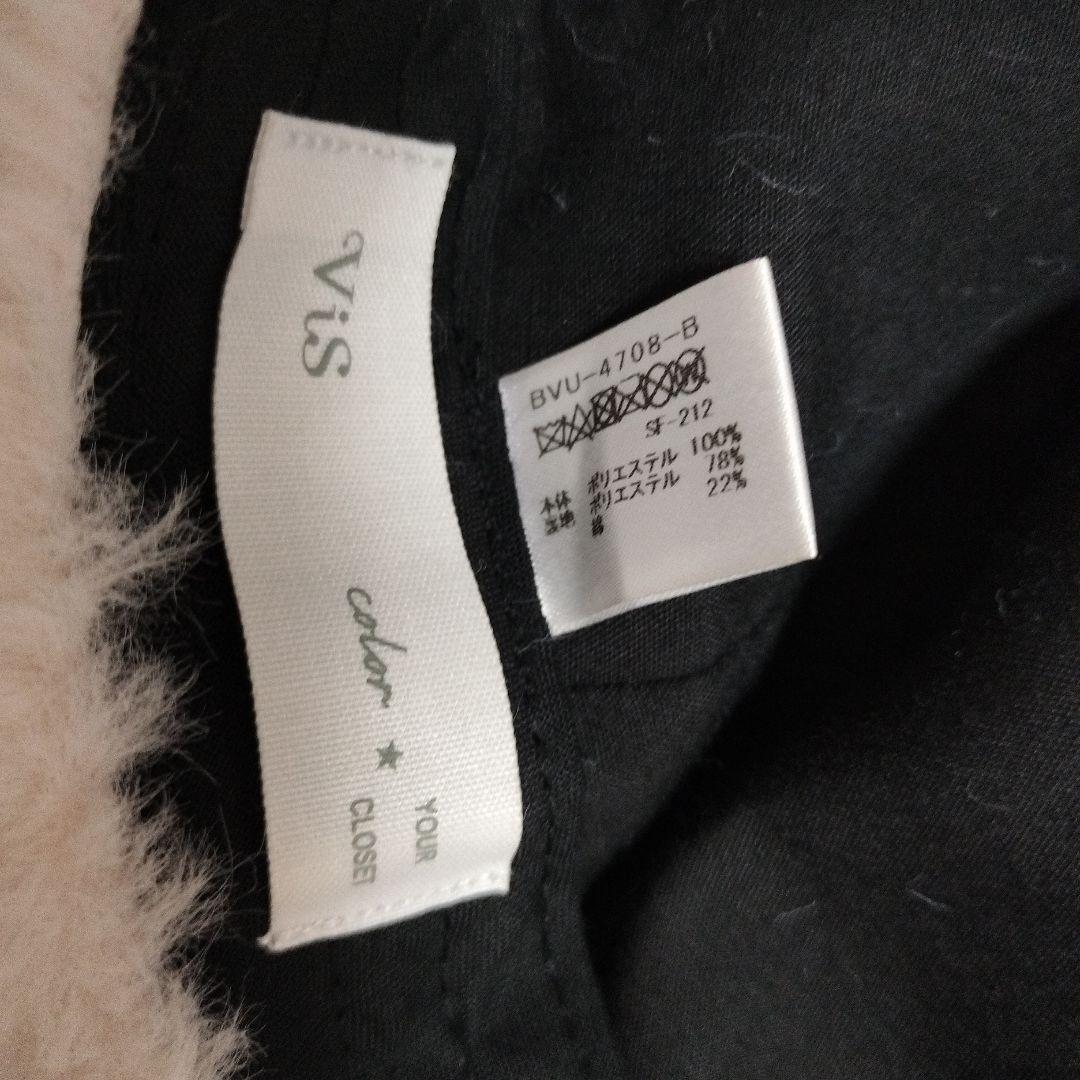 ViS
color ★ YOUR
CLOSET
BVU-4708-B
SF-212
本体 ポリエステル 100%
裏地 ポリエステル 78%
綿 22%